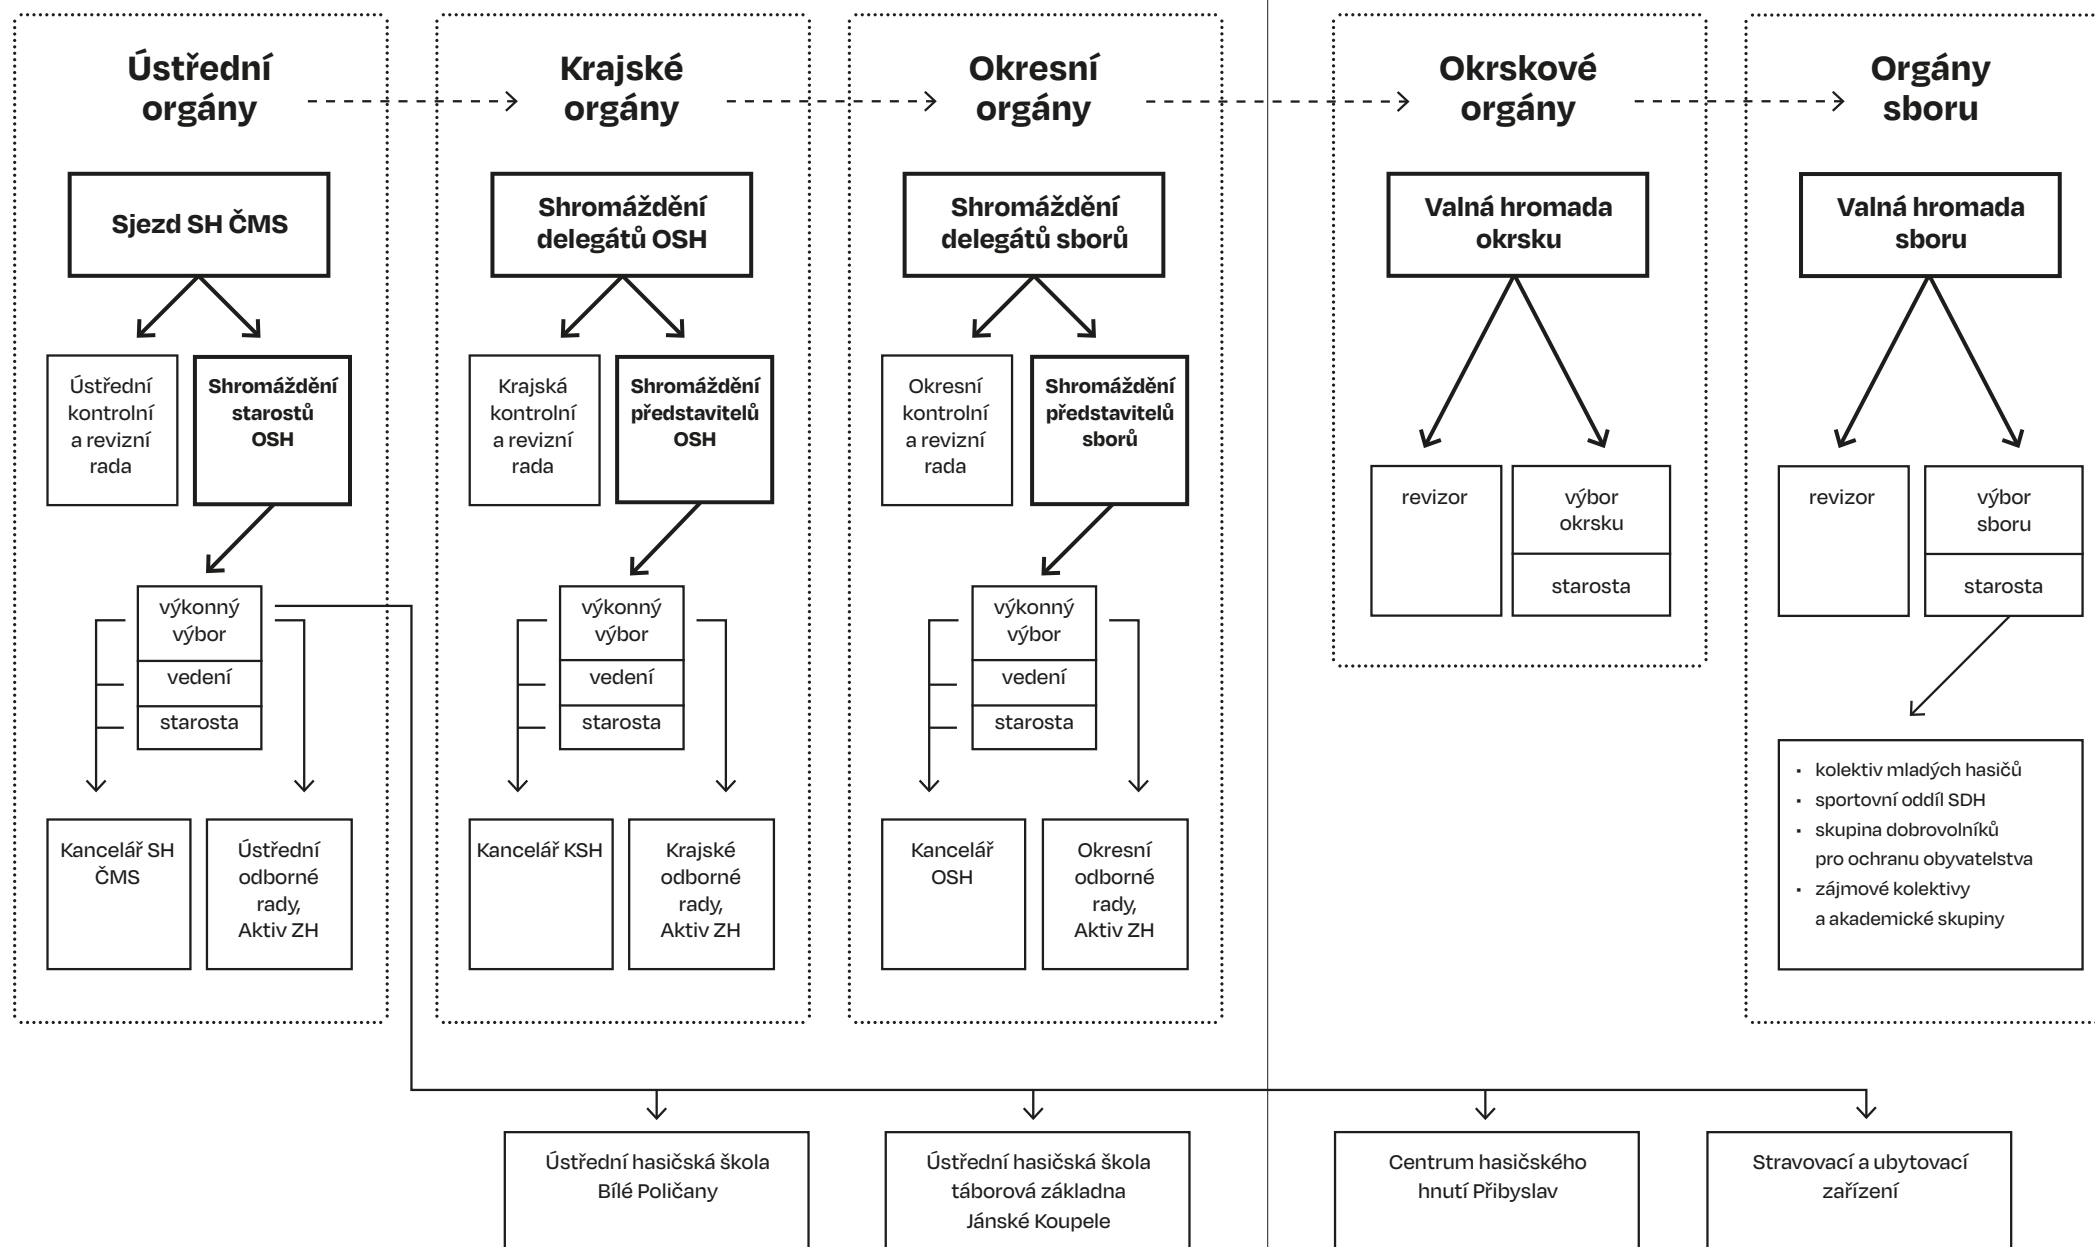 Ústřední
orgány
Krajské
orgány
Okresní
orgány
Okrskové
orgány
Orgány
sboru
Sjezd SH ČMS
Shromáždění
delegátů OSH
Shromáždění
delegátů sborů
Valná hromada
okrsku
Valná hromada
sboru
Ústřední
kontrolní
a revizní
rada
Shromáždění
starostů
OSH
Krajská
kontrolní
a revizní
rada
Shromáždění
představitelů
OSH
Okresní
kontrolní
a revizní
rada
Shromáždění
představitelů
sborů
revizor
výbor
okrsku
starosta
revizor
výbor
sboru
starosta
výkonný
výbor
vedení
starosta
výkonný
výbor
vedení
starosta
výkonný
výbor
vedení
starosta
Kancelář SH
ČMS
Ústřední
odborné
rady,
Aktiv ZH
Kancelář KSH
Krajské
odborné
rady,
Aktiv ZH
Kancelář
OSH
Okresní
odborné
rady,
Aktiv ZH
• kolektiv mladých hasičů
• sportovní oddíl SDH
• skupina dobrovolníků
pro ochranu obyvatelstva
• zájmové kolektivy
a akademické skupiny
Ústřední hasičská škola
Bílé Poličany
Ústřední hasičská škola
táborová základna
Jánské Koupele
Centrum hasičského
hnutí Přibyslav
Stravovací a ubytovací
zařízení